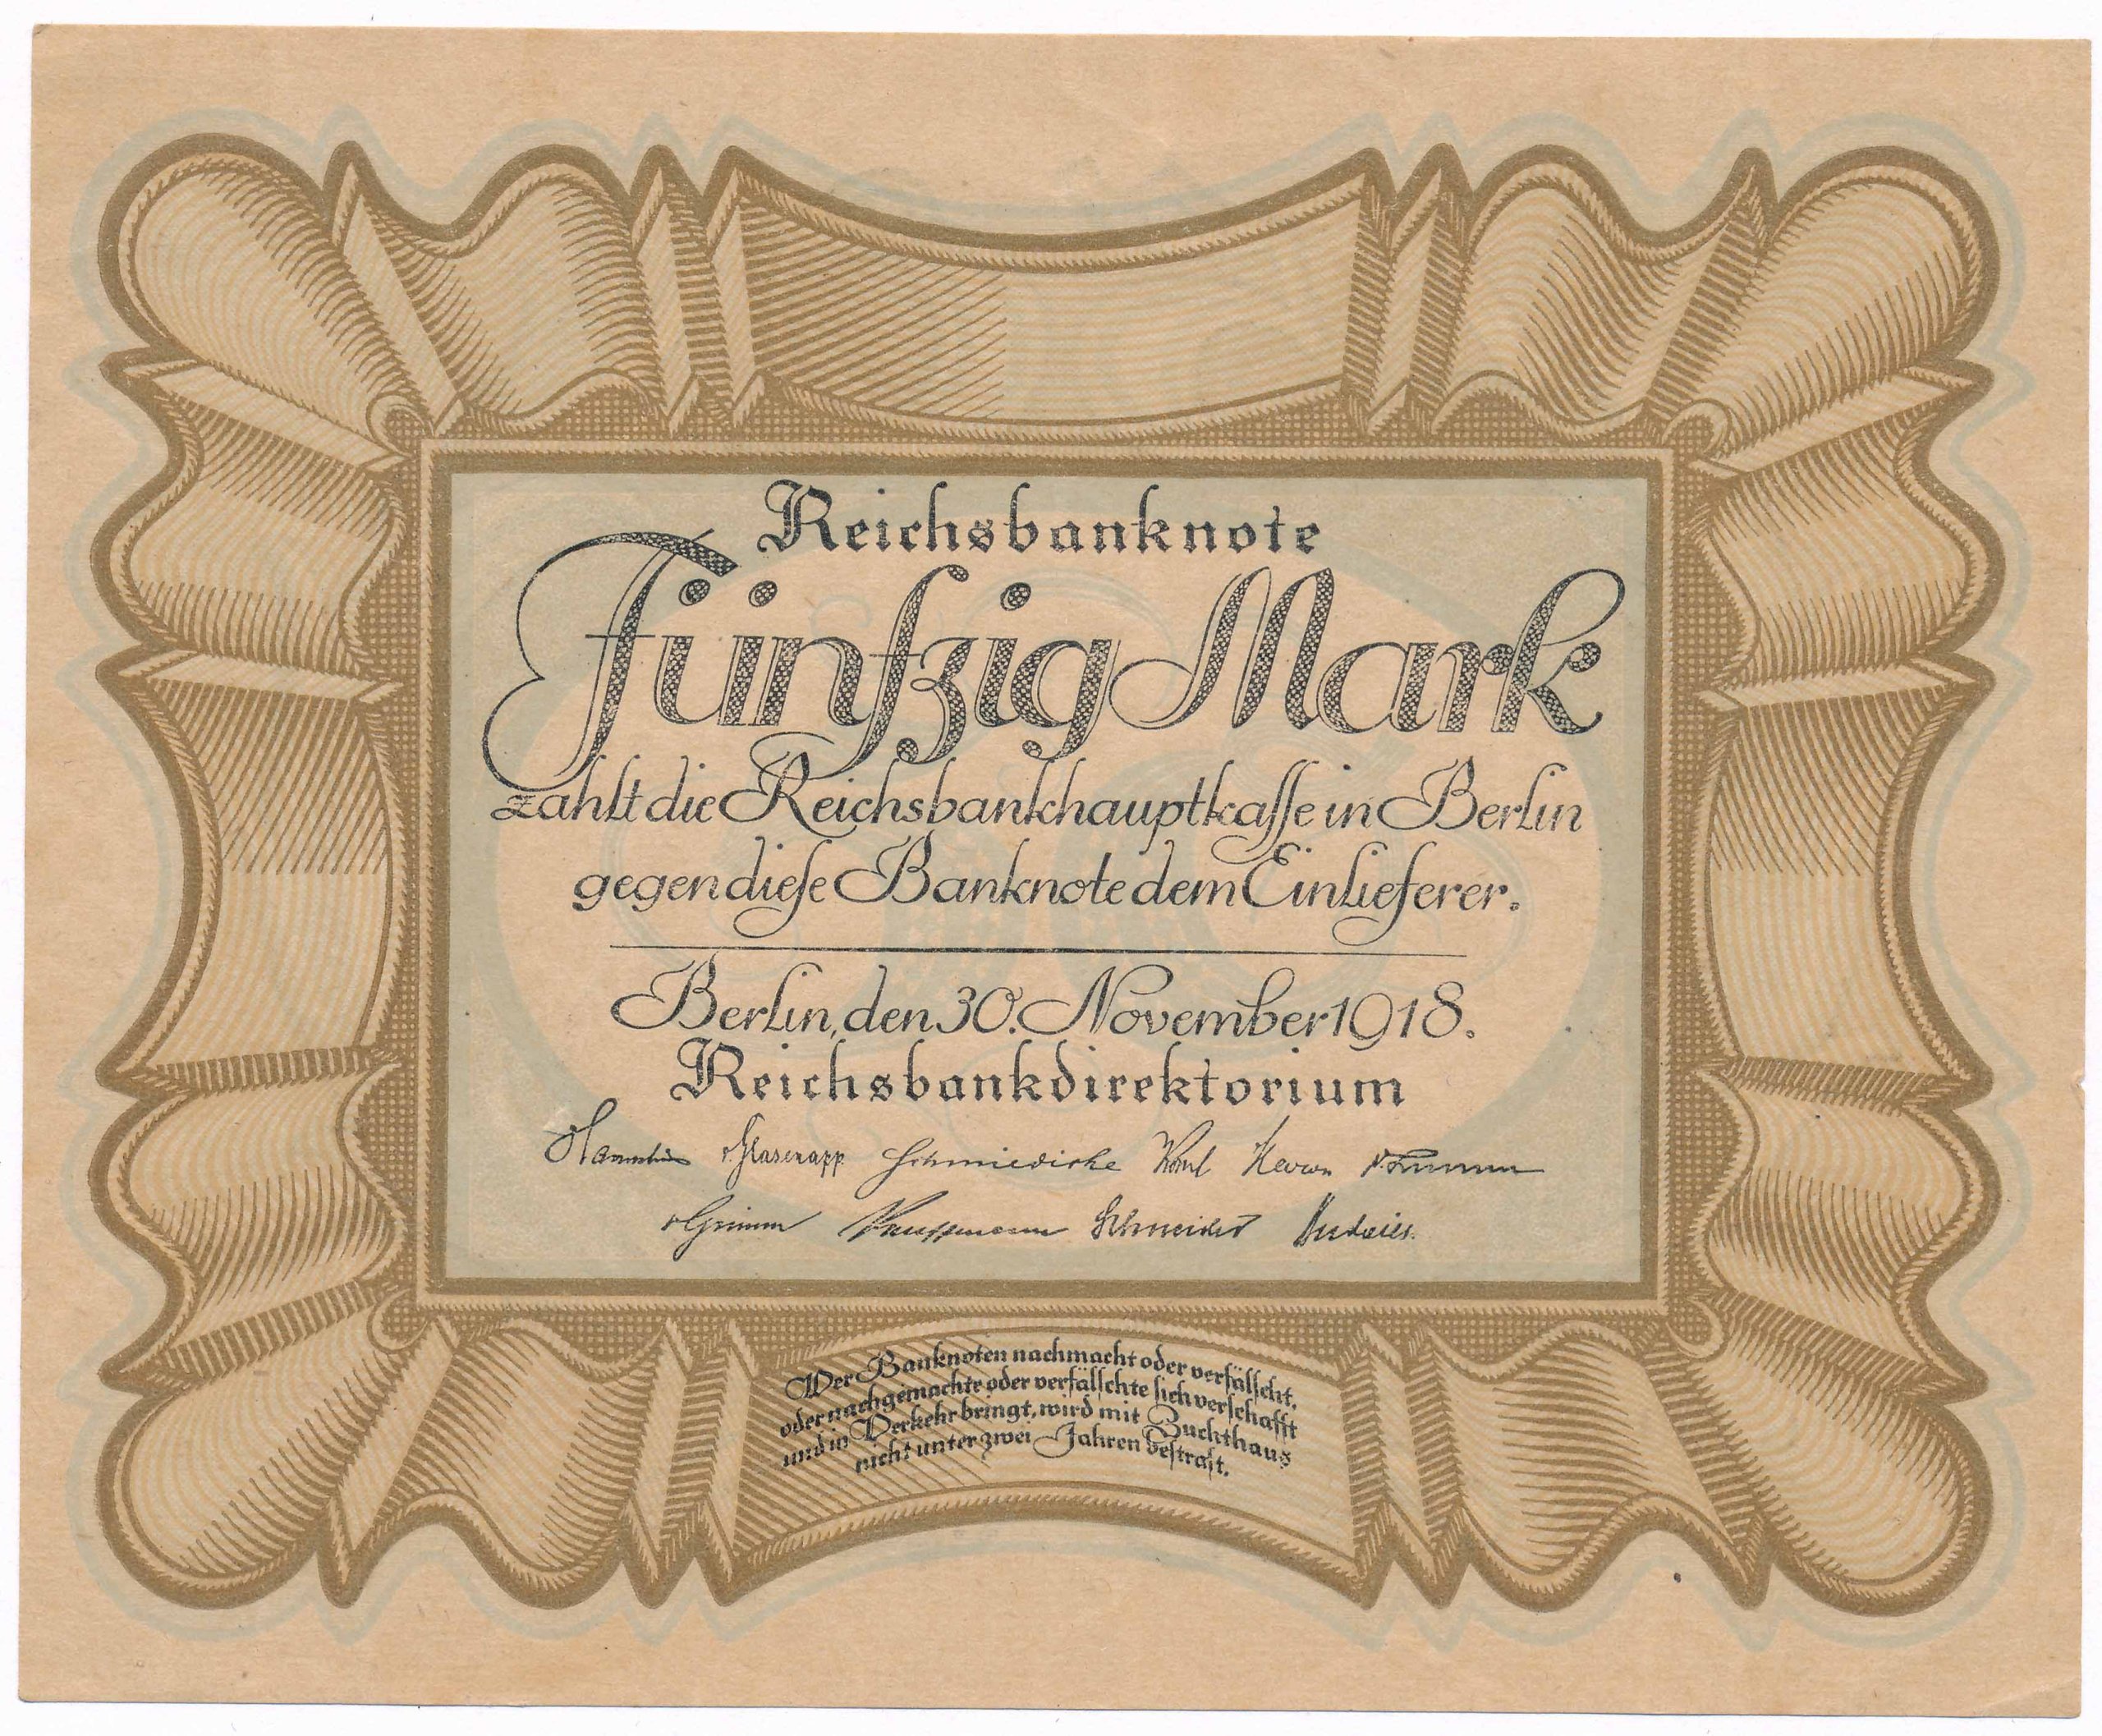 Reichsbanknote
Fünfzig Mark
zahlt die Reichsbankhauptkaſſe in Berlin
gegen dieſe Banknote dem Einlieferer.
Berlin, den 30. November 1918.
Reichsbankdirektorium
v. Glasenapp Schmiedicke Korn
v. Grimm Kauffmann Schneider Budczies
Wer Banknoten nachmacht oder verfälſcht,
oder nachgemachte oder verfälſchte ſich verſchafft
und in Verkehr bringt, wird mit Zuchthaus
nicht unter zwei Jahren beſtraft.